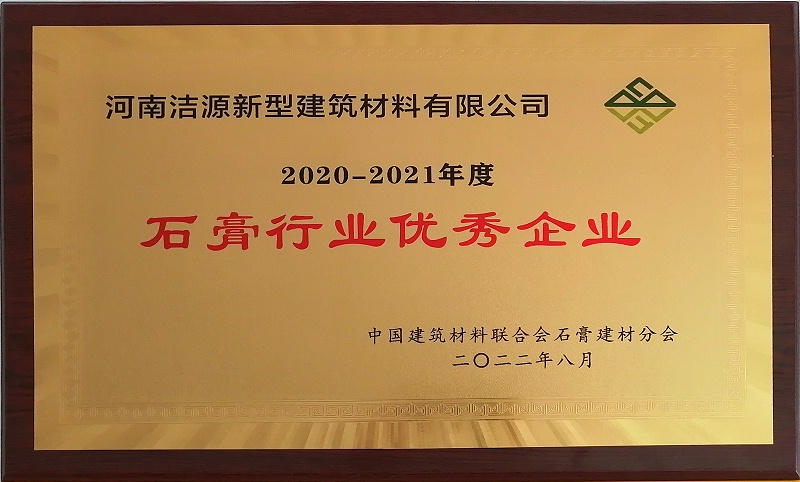 河南洁源新型建筑材料有限公司
2020-2021年度
石膏行业优秀企业
中国建筑材料联合会石膏建材分会
二〇二二年八月